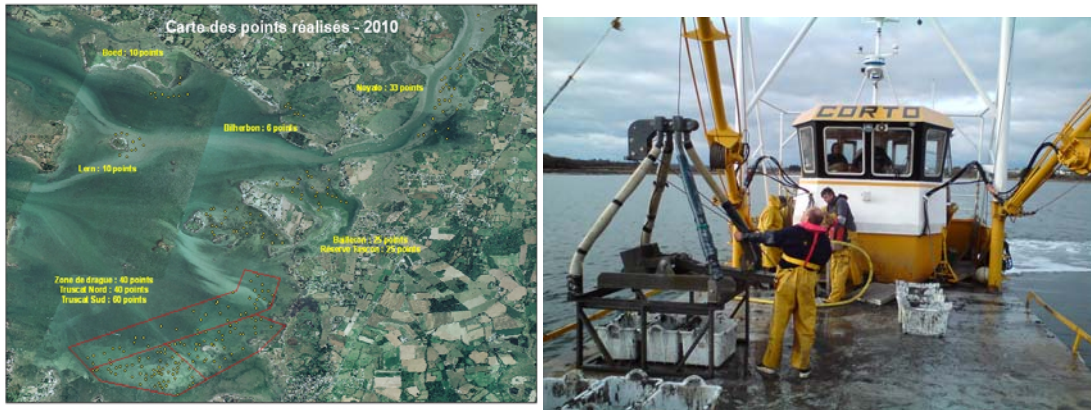 Carte des points réalisés - 2010
Boed : 10 points
Noyalo : 33 points
Bilherbon : 6 points
Lern : 10 points
Bailleron : 25 points
Réserve Tascon : 25 points
Zone de drague : 40 points
Truscat Nord : 40 points
Truscat Sud : 60 points
CORTO